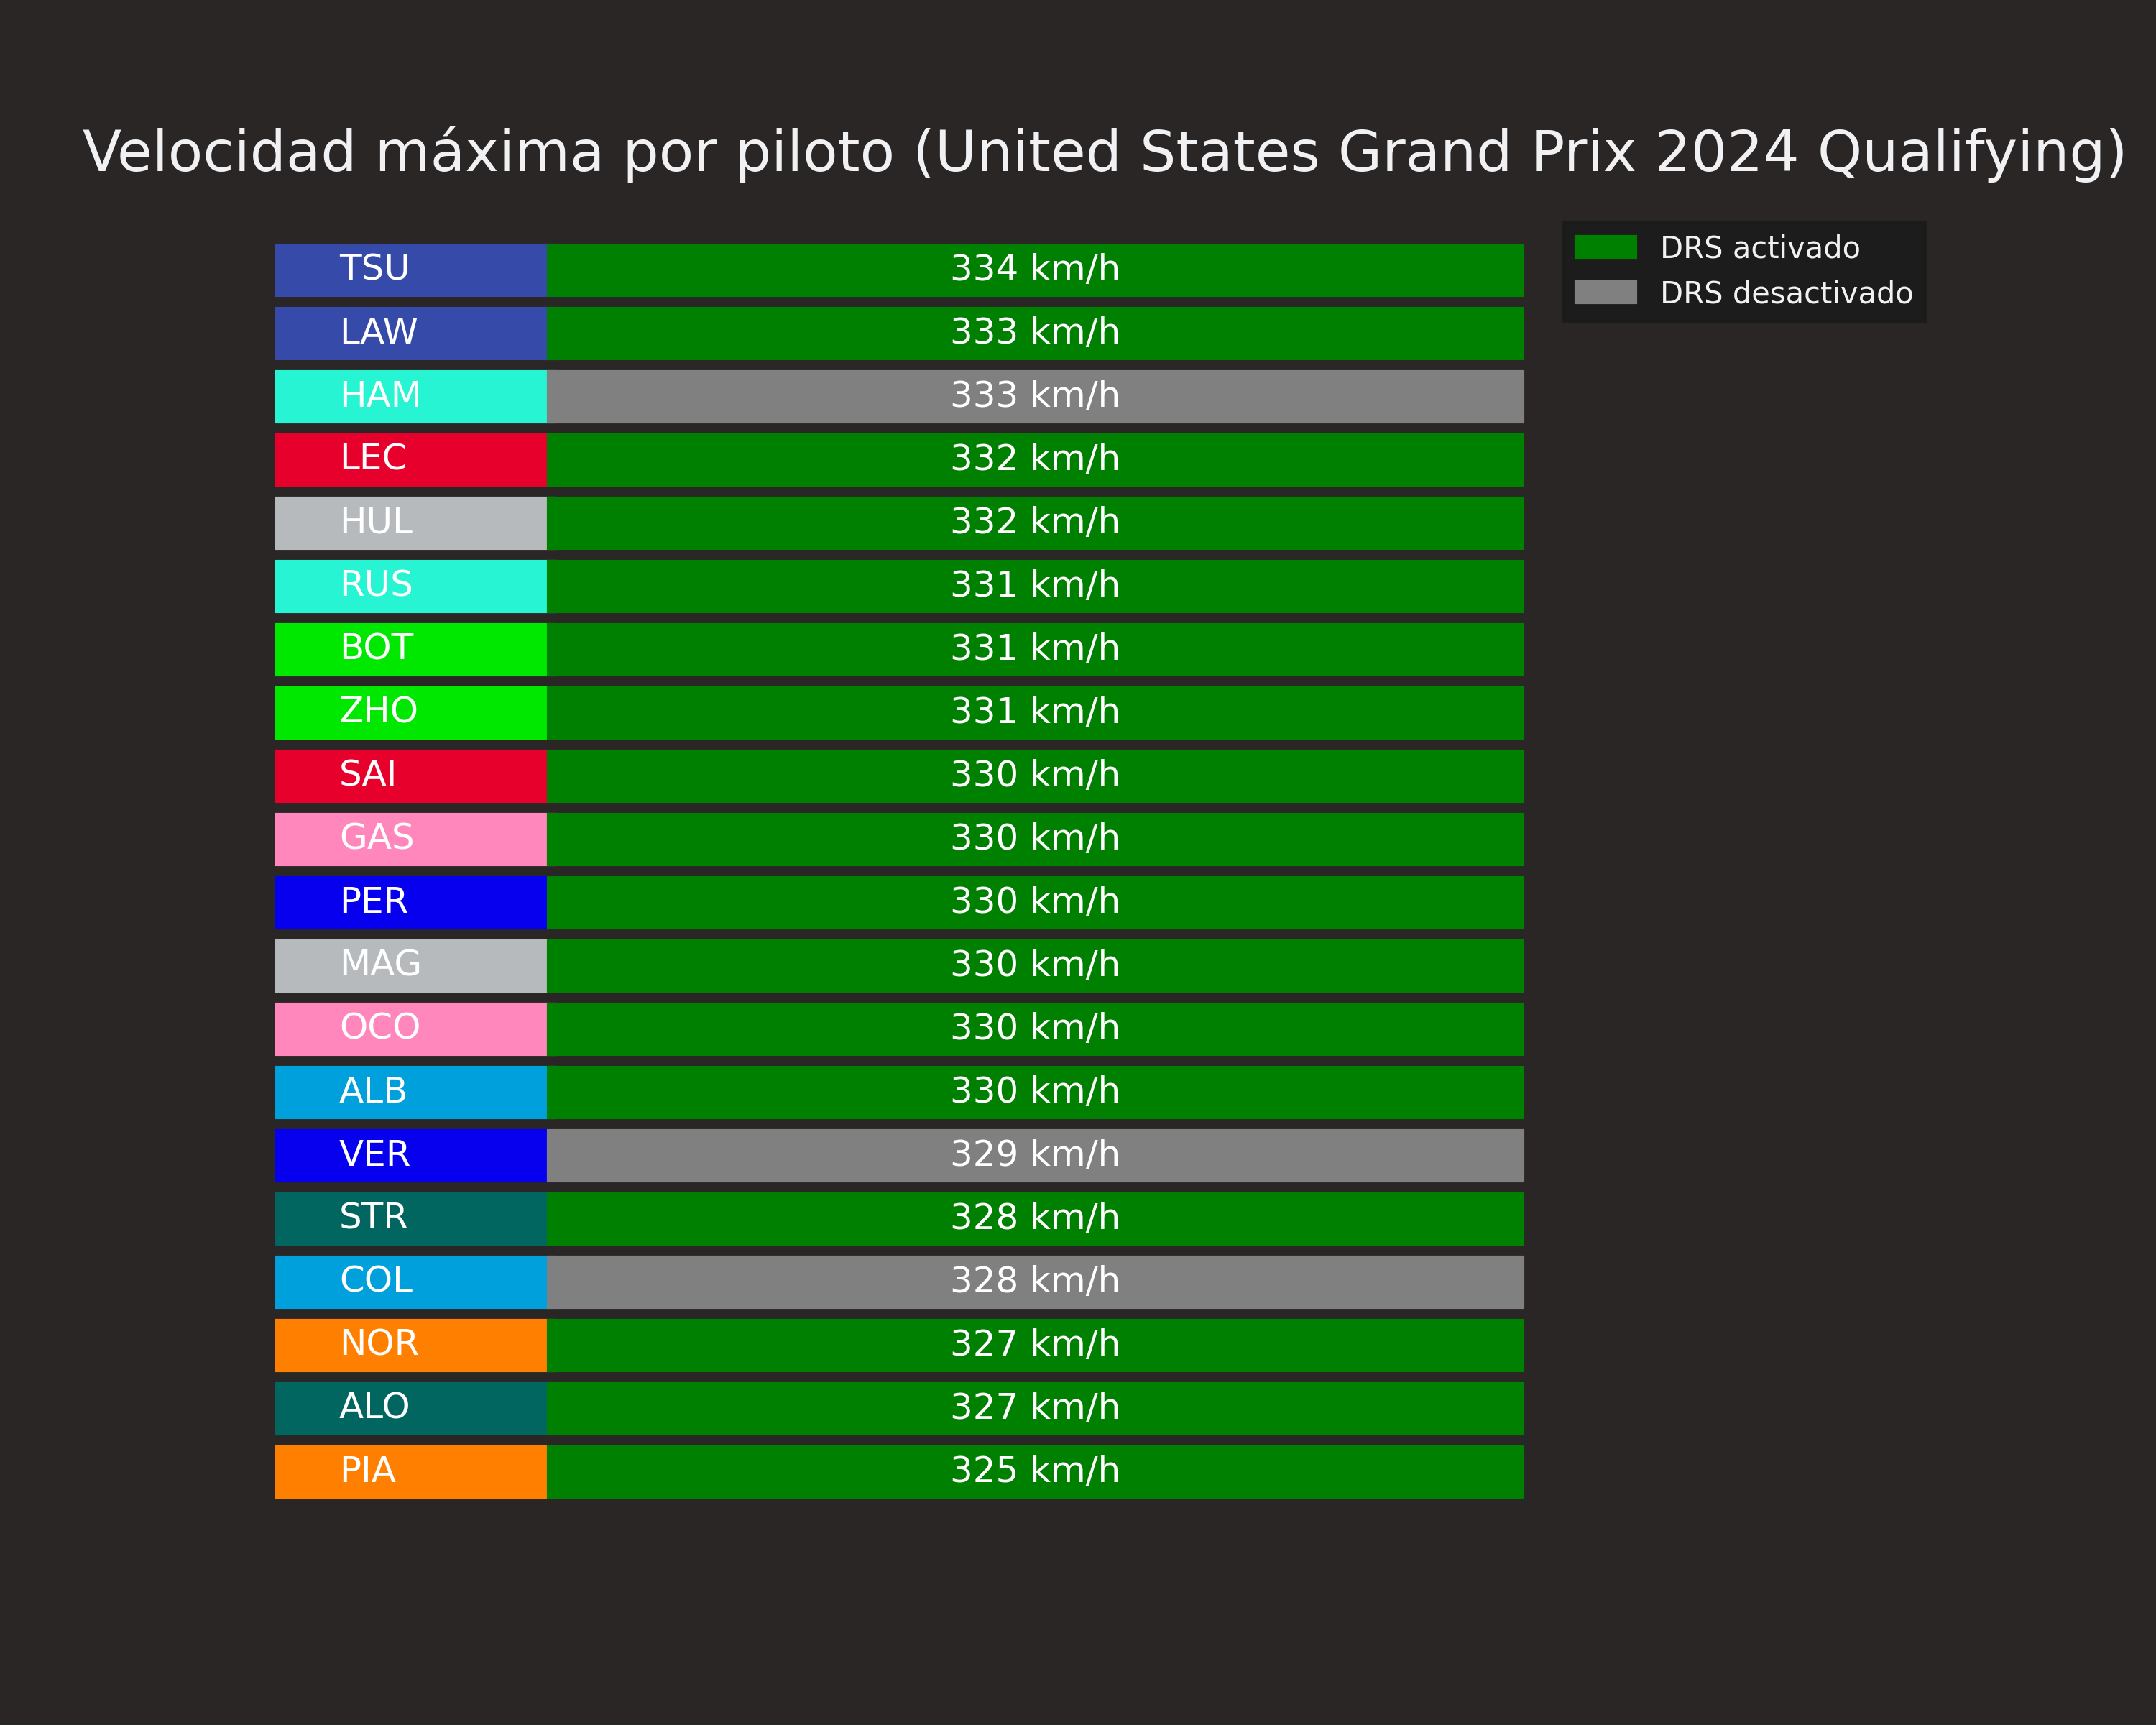 Velocidad máxima por piloto (United States Grand Prix 2024 Qualifying)
DRS activado
DRS desactivado
TSU 334 km/h
LAW 333 km/h
HAM 333 km/h
LEC 332 km/h
HUL 332 km/h
RUS 331 km/h
BOT 331 km/h
ZHO 331 km/h
SAI 330 km/h
GAS 330 km/h
PER 330 km/h
MAG 330 km/h
OCO 330 km/h
ALB 330 km/h
VER 329 km/h
STR 328 km/h
COL 328 km/h
NOR 327 km/h
ALO 327 km/h
PIA 325 km/h